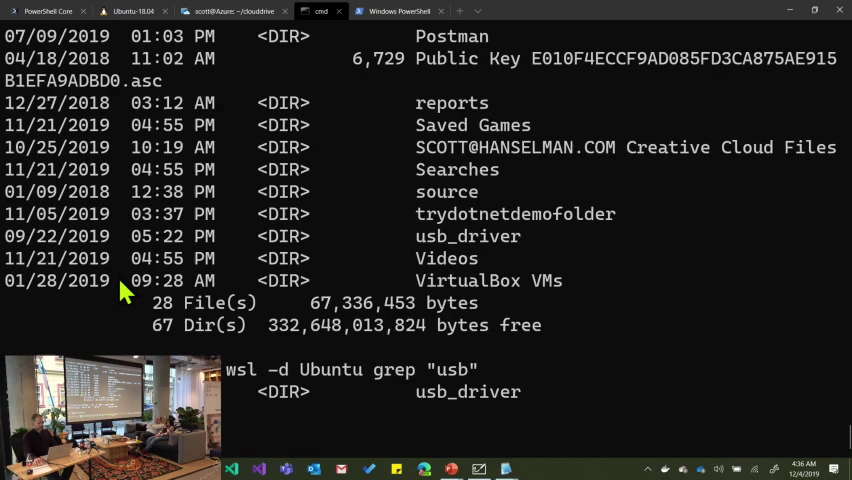 PowerShell Core
Ubuntu-18.04
scott@Azure: ~/clouddrive
cmd
Windows PowerShell
07/09/2019 01:03 PM <DIR> Postman
04/18/2018 11:02 AM 6,729 Public Key E010F4ECCF9AD085FD3CA875AE915
B1EFA9ADBD0.asc
12/27/2018 03:12 AM <DIR> reports
11/21/2019 04:55 PM <DIR> Saved Games
10/25/2019 10:19 AM <DIR> SCOTT@HANSELMAN.COM Creative Cloud Files
11/21/2019 04:55 PM <DIR> Searches
01/09/2018 12:38 PM <DIR> source
11/05/2019 03:37 PM <DIR> trydotnetdemofolder
09/22/2019 05:22 PM <DIR> usb_driver
11/21/2019 04:55 PM <DIR> Videos
01/28/2019 09:28 AM <DIR> VirtualBox VMs
28 File(s) 67,336,453 bytes
67 Dir(s) 332,648,013,824 bytes free
wsl -d Ubuntu grep "usb"
<DIR> usb_driver
4:36 AM
12/4/2019